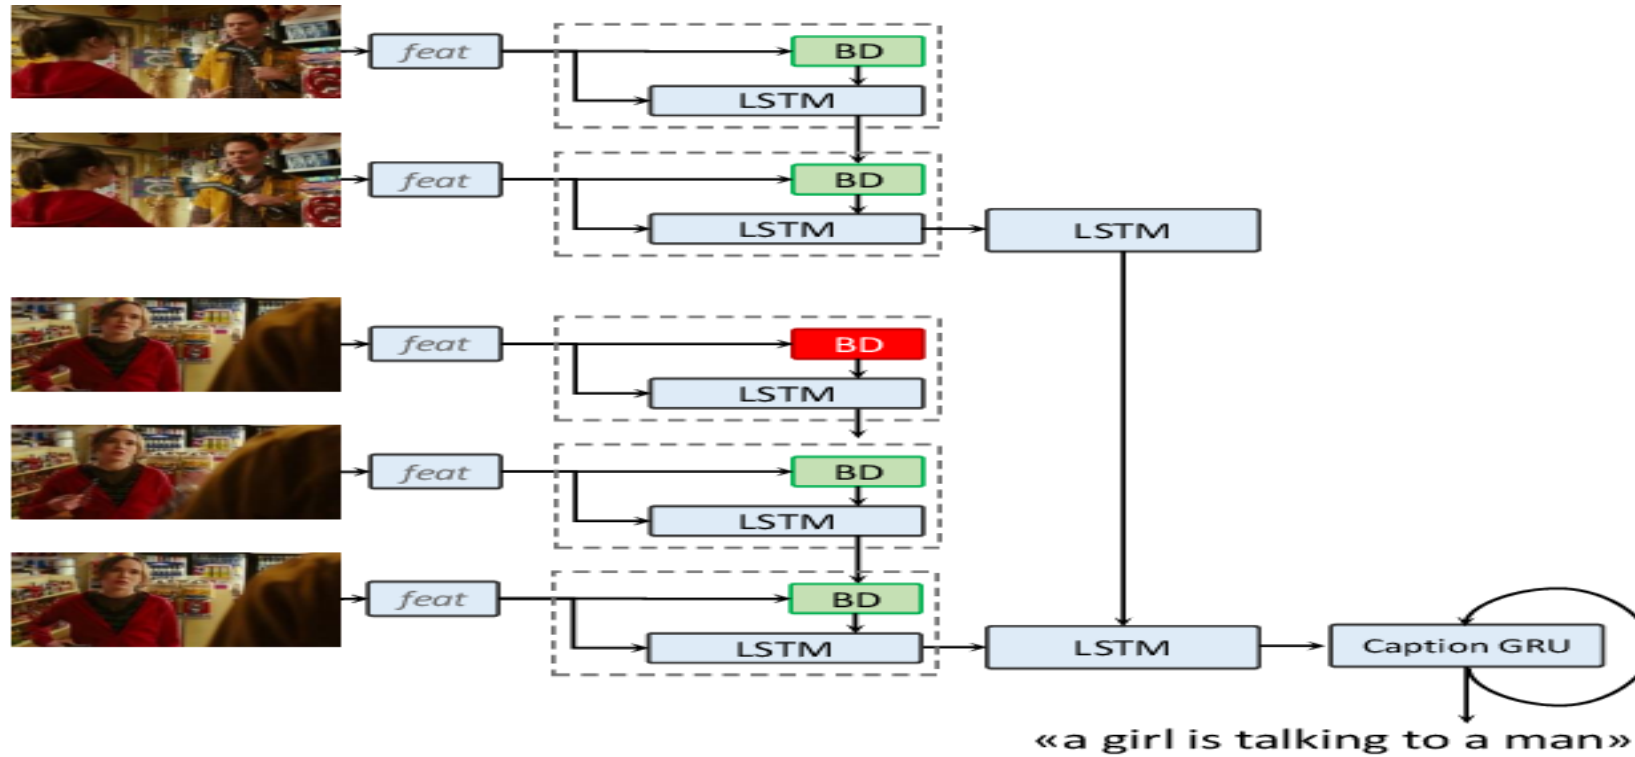 feat
BD
LSTM
feat
BD
LSTM
LSTM
feat
BD
LSTM
feat
BD
LSTM
feat
BD
LSTM
LSTM
Caption GRU
«a girl is talking to a man»